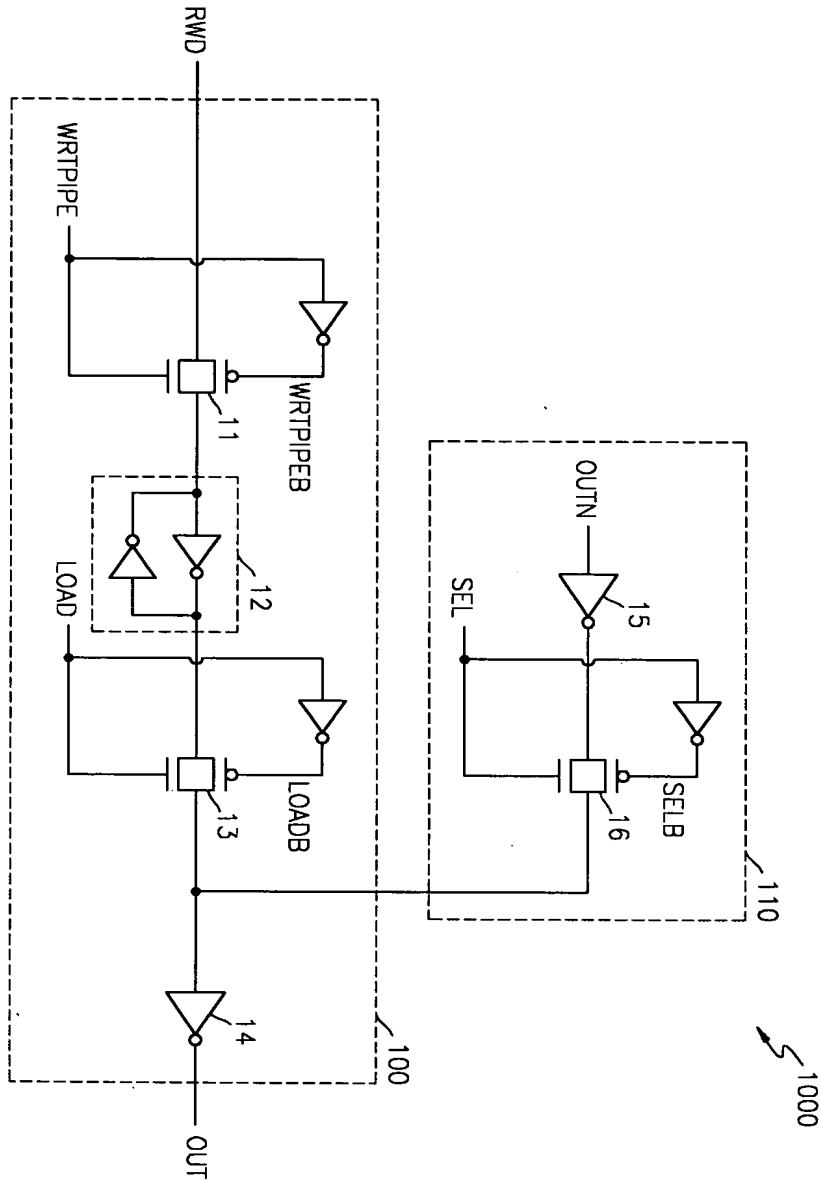 1000
110
OUTN
15
SEL
SELB
16
100
RWD
WRTPIPE
WRTPIPEB
11
12
LOAD
LOADB
13
14
OUT